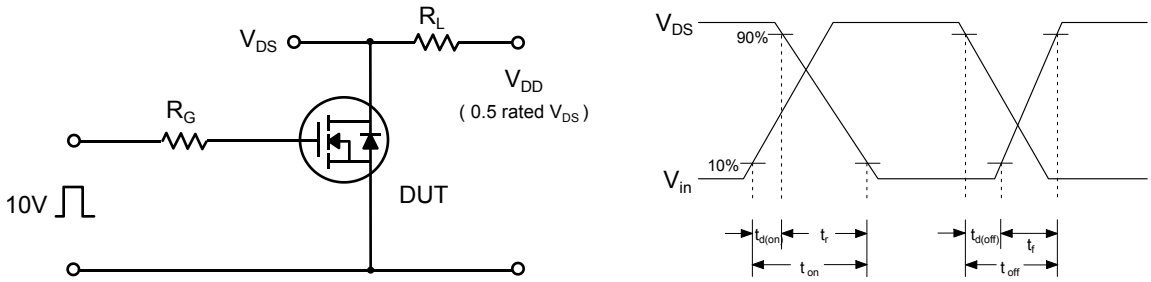 R_L
V_DS
V_DD
( 0.5 rated V_DS )
R_G
DUT
10V
V_DS
90%
10%
V_in
t_d(on)
t_r
t_on
t_d(off)
t_f
t_off